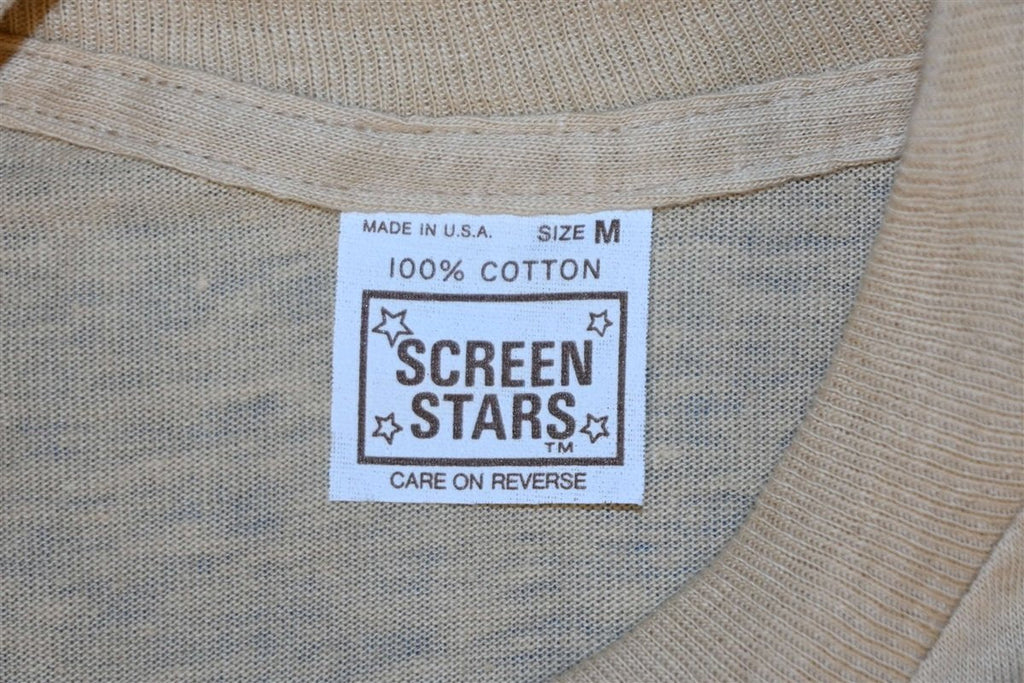 MADE IN U.S.A. SIZE M
100% COTTON
SCREEN
STARS
TM
CARE ON REVERSE